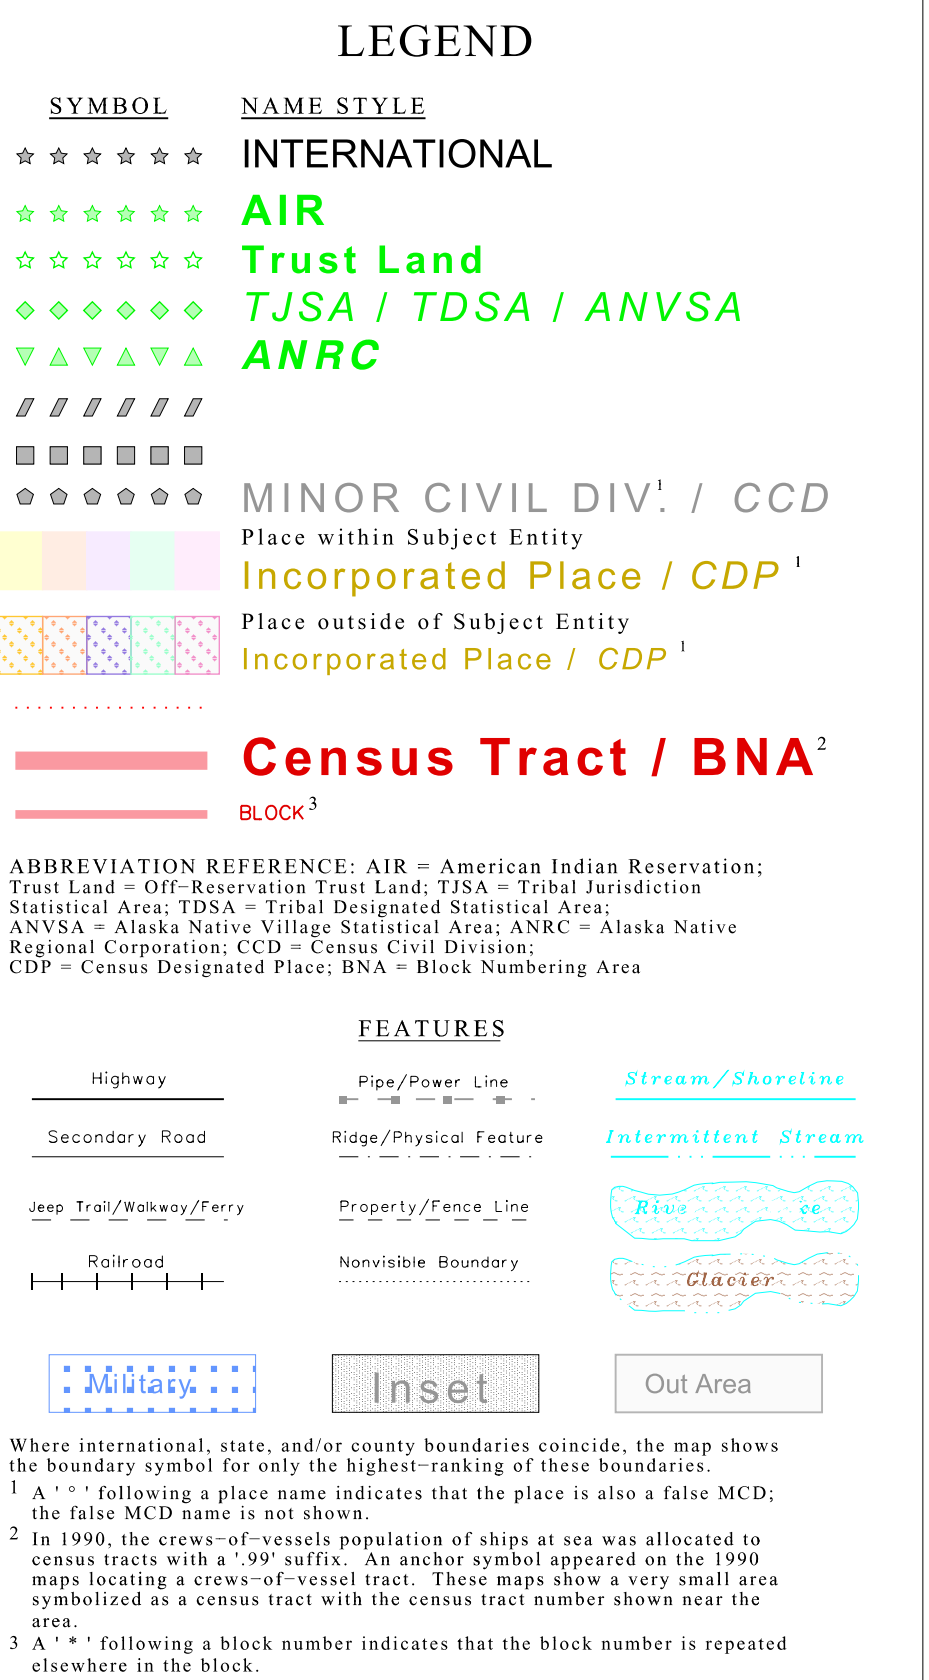 LEGEND
SYMBOL NAME STYLE
INTERNATIONAL
AIR
Trust Land
TJSA / TDSA / ANVSA
ANRC
MINOR CIVIL DIV.1 / CCD
Place within Subject Entity
Incorporated Place / CDP 1
Place outside of Subject Entity
Incorporated Place / CDP 1
Census Tract / BNA2
BLOCK3
ABBREVIATION REFERENCE: AIR = American Indian Reservation;
Trust Land = Off-Reservation Trust Land; TJSA = Tribal Jurisdiction
Statistical Area; TDSA = Tribal Designated Statistical Area;
ANVSA = Alaska Native Village Statistical Area; ANRC = Alaska Native
Regional Corporation; CCD = Census Civil Division;
CDP = Census Designated Place; BNA = Block Numbering Area
FEATURES
Highway Pipe/Power Line Stream/Shoreline
Secondary Road Ridge/Physical Feature Intermittent Stream
Jeep Trail/Walkway/Ferry Property/Fence Line
Railroad Nonvisible Boundary Glacier
Military Inset Out Area
Where international, state, and/or county boundaries coincide, the map shows
the boundary symbol for only the highest-ranking of these boundaries.
1 A ' ° ' following a place name indicates that the place is also a false MCD;
the false MCD name is not shown.
2 In 1990, the crews-of-vessels population of ships at sea was allocated to
census tracts with a '.99' suffix. An anchor symbol appeared on the 1990
maps locating a crews-of-vessel tract. These maps show a very small area
symbolized as a census tract with the census tract number shown near the
area.
3 A ' * ' following a block number indicates that the block number is repeated
elsewhere in the block.